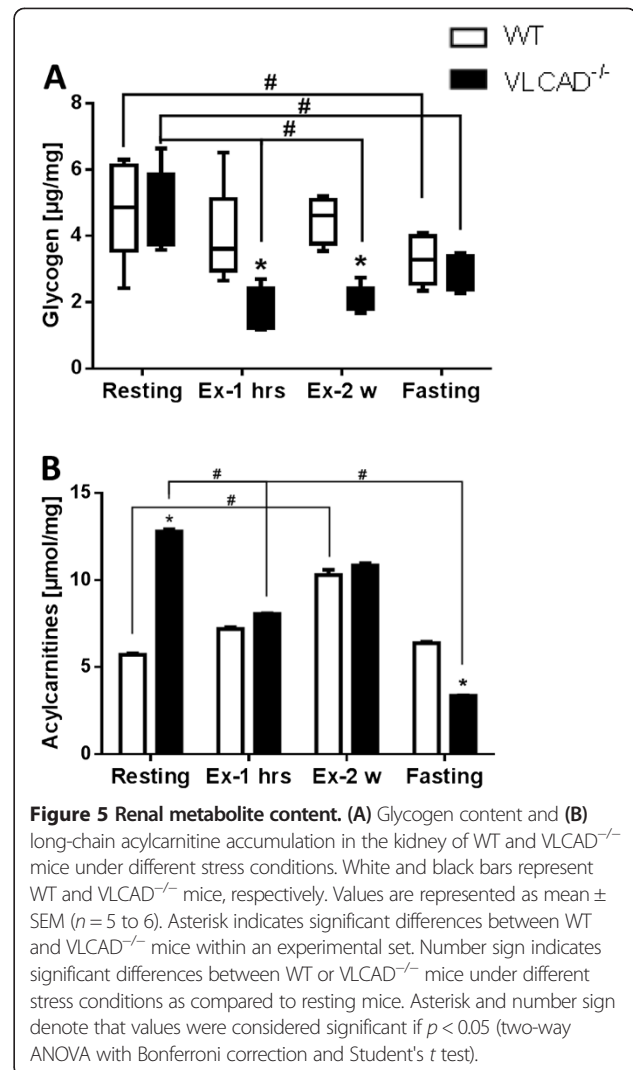 WT
VLCAD-/-
A
#
#
#
Glycogen [µg/mg]
8
6
4
2
0
*
*
Resting Ex-1 hrs Ex-2 w Fasting
B
Acylcarnitines [µmol/mg]
15
10
5
0
#
#
#
*
*
Resting Ex-1 hrs Ex-2 w Fasting
Figure 5 Renal metabolite content. (A) Glycogen content and (B)
long-chain acylcarnitine accumulation in the kidney of WT and VLCAD−/−
mice under different stress conditions. White and black bars represent
WT and VLCAD−/− mice, respectively. Values are represented as mean ±
SEM (n = 5 to 6). Asterisk indicates significant differences between WT
and VLCAD−/− mice within an experimental set. Number sign indicates
significant differences between WT or VLCAD−/− mice under different
stress conditions as compared to resting mice. Asterisk and number sign
denote that values were considered significant if p < 0.05 (two-way
ANOVA with Bonferroni correction and Student's t test).